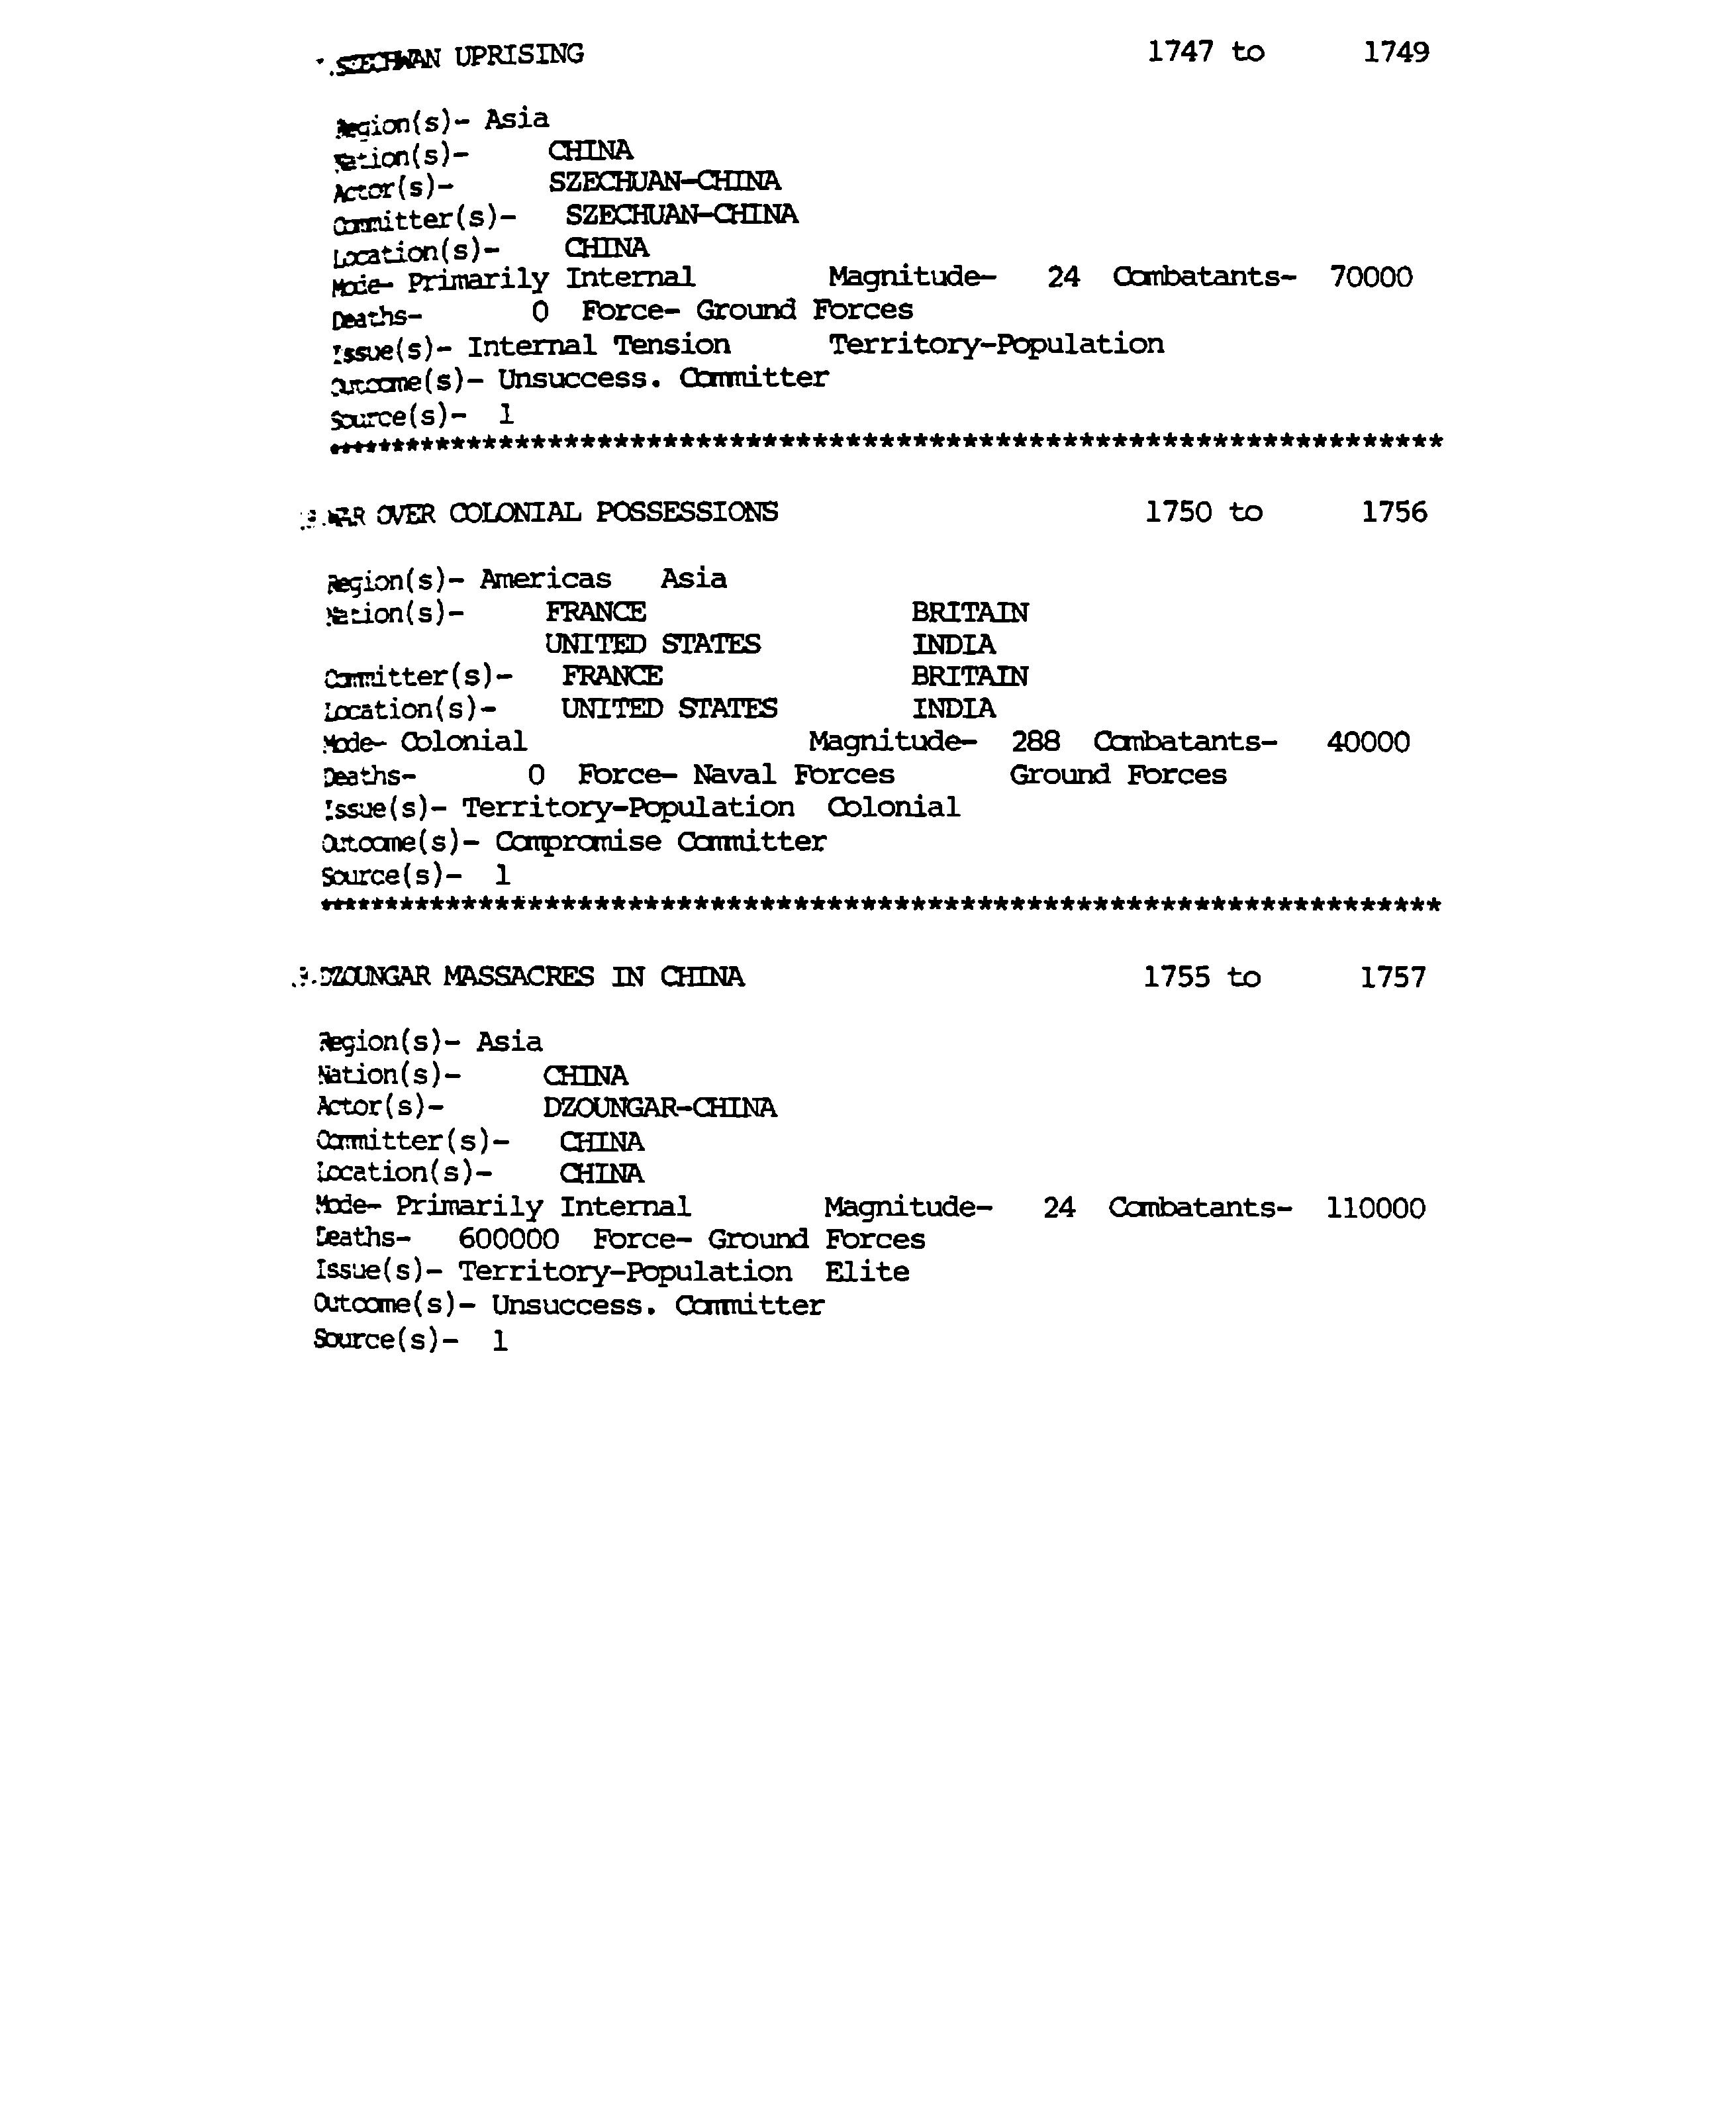 SZECHWAN UPRISING 1747 to 1749
Region(s)- Asia
Nation(s)- CHINA
Actor(s)- SZECHUAN-CHINA
Committer(s)- SZECHUAN-CHINA
Location(s)- CHINA
Mode- Primarily Internal Magnitude- 24 Combatants- 70000
Deaths- 0 Force- Ground Forces
Issue(s)- Internal Tension Territory-Population
Outcome(s)- Unsuccess. Committer
Source(s)- 1
*******************************************************************
WAR OVER COLONIAL POSSESSIONS 1750 to 1756
Region(s)- Americas Asia
Nation(s)- FRANCE BRITAIN
UNITED STATES INDIA
Committer(s)- FRANCE BRITAIN
Location(s)- UNITED STATES INDIA
Mode- Colonial Magnitude- 288 Combatants- 40000
Deaths- 0 Force- Naval Forces Ground Forces
Issue(s)- Territory-Population Colonial
Outcome(s)- Compromise Committer
Source(s)- 1
*******************************************************************
DZOUNGAR MASSACRES IN CHINA 1755 to 1757
Region(s)- Asia
Nation(s)- CHINA
Actor(s)- DZOUNGAR-CHINA
Committer(s)- CHINA
Location(s)- CHINA
Mode- Primarily Internal Magnitude- 24 Combatants- 110000
Deaths- 600000 Force- Ground Forces
Issue(s)- Territory-Population Elite
Outcome(s)- Unsuccess. Committer
Source(s)- 1